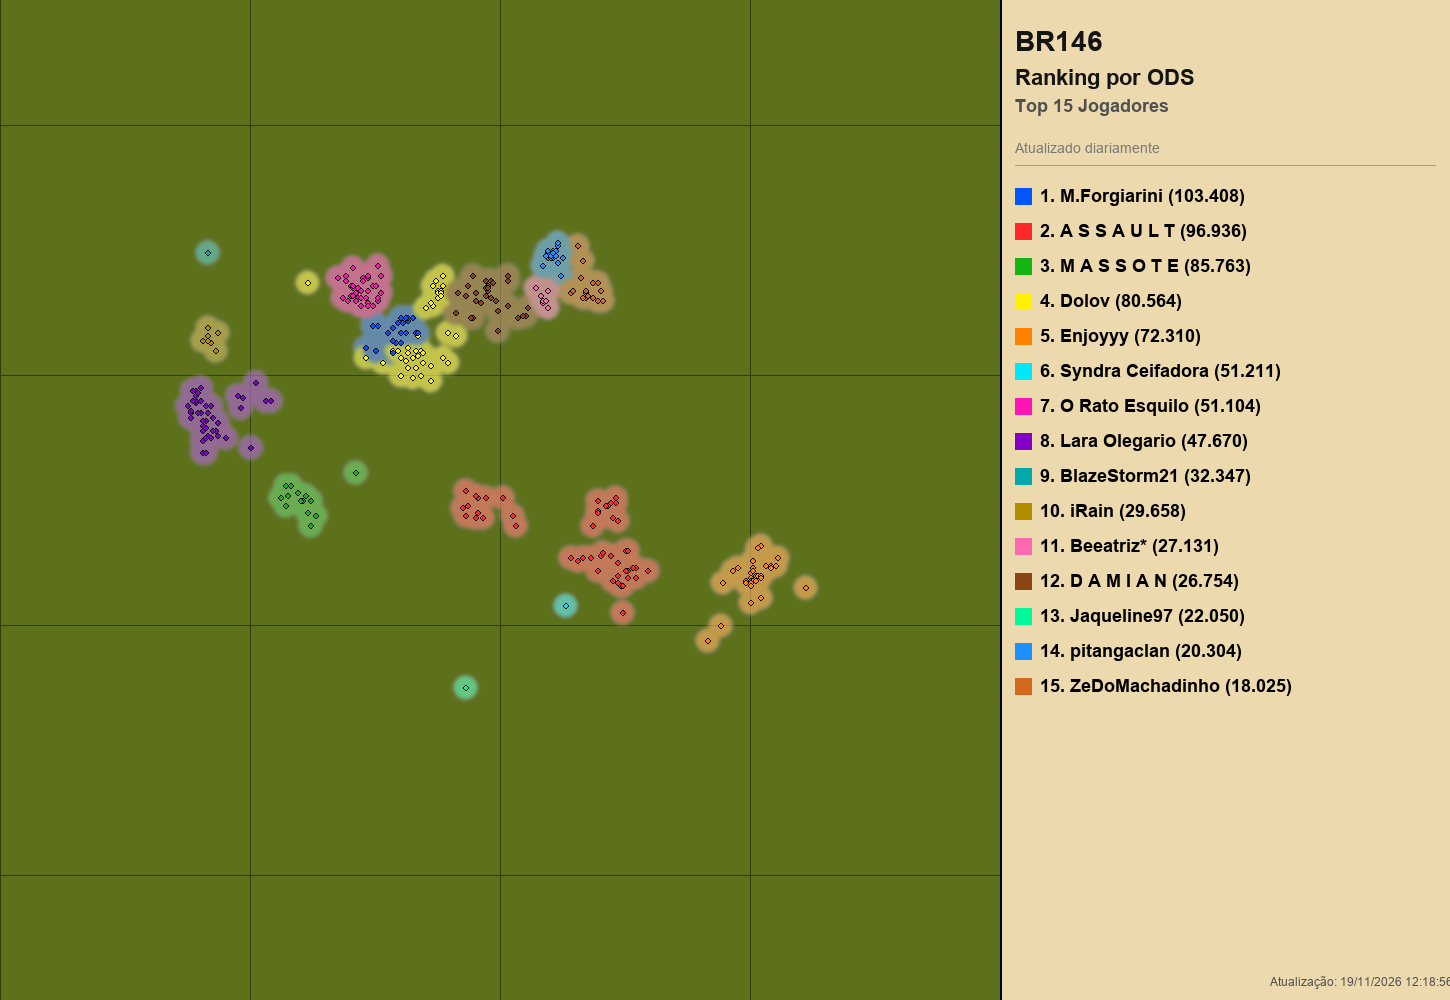 BR146
Ranking por ODS
Top 15 Jogadores
Atualizado diariamente
1. M.Forgiarini (103.408)
2. A S S A U L T (96.936)
3. M A S S O T E (85.763)
4. Dolov (80.564)
5. Enjoyyy (72.310)
6. Syndra Ceifadora (51.211)
7. O Rato Esquilo (51.104)
8. Lara Olegario (47.670)
9. BlazeStorm21 (32.347)
10. iRain (29.658)
11. Beeatriz* (27.131)
12. D A M I A N (26.754)
13. Jaqueline97 (22.050)
14. pitangaclan (20.304)
15. ZeDoMachadinho (18.025)
Atualização: 19/11/2026 12:18:56